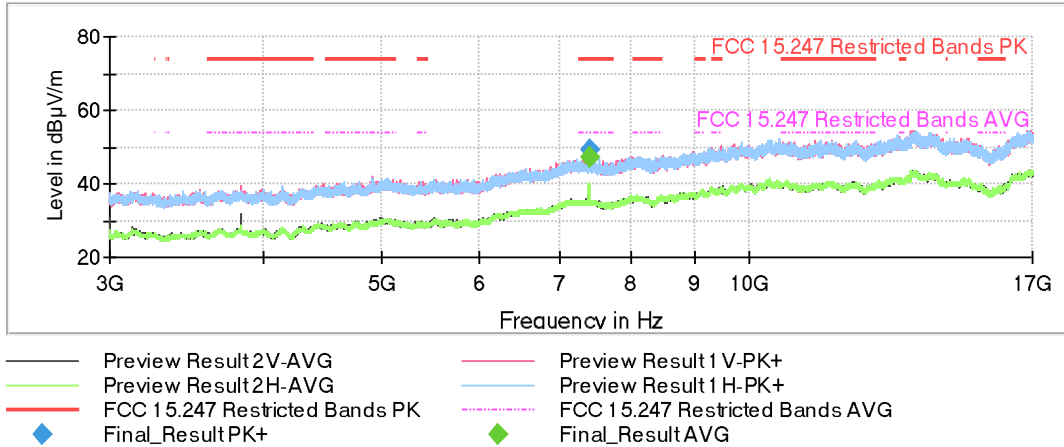 80
FCC 15.247 Restricted Bands PK
60
FCC 15.247 Restricted Bands AVG
40
20
Level in dBµV/m
3G 5G 6 7 8 9 10G 17G
Frequency in Hz
Preview Result 2V-AVG
Preview Result 1V-PK+
Preview Result 2H-AVG
Preview Result 1H-PK+
FCC 15.247 Restricted Bands PK
FCC 15.247 Restricted Bands AVG
Final_Result PK+
Final_Result AVG